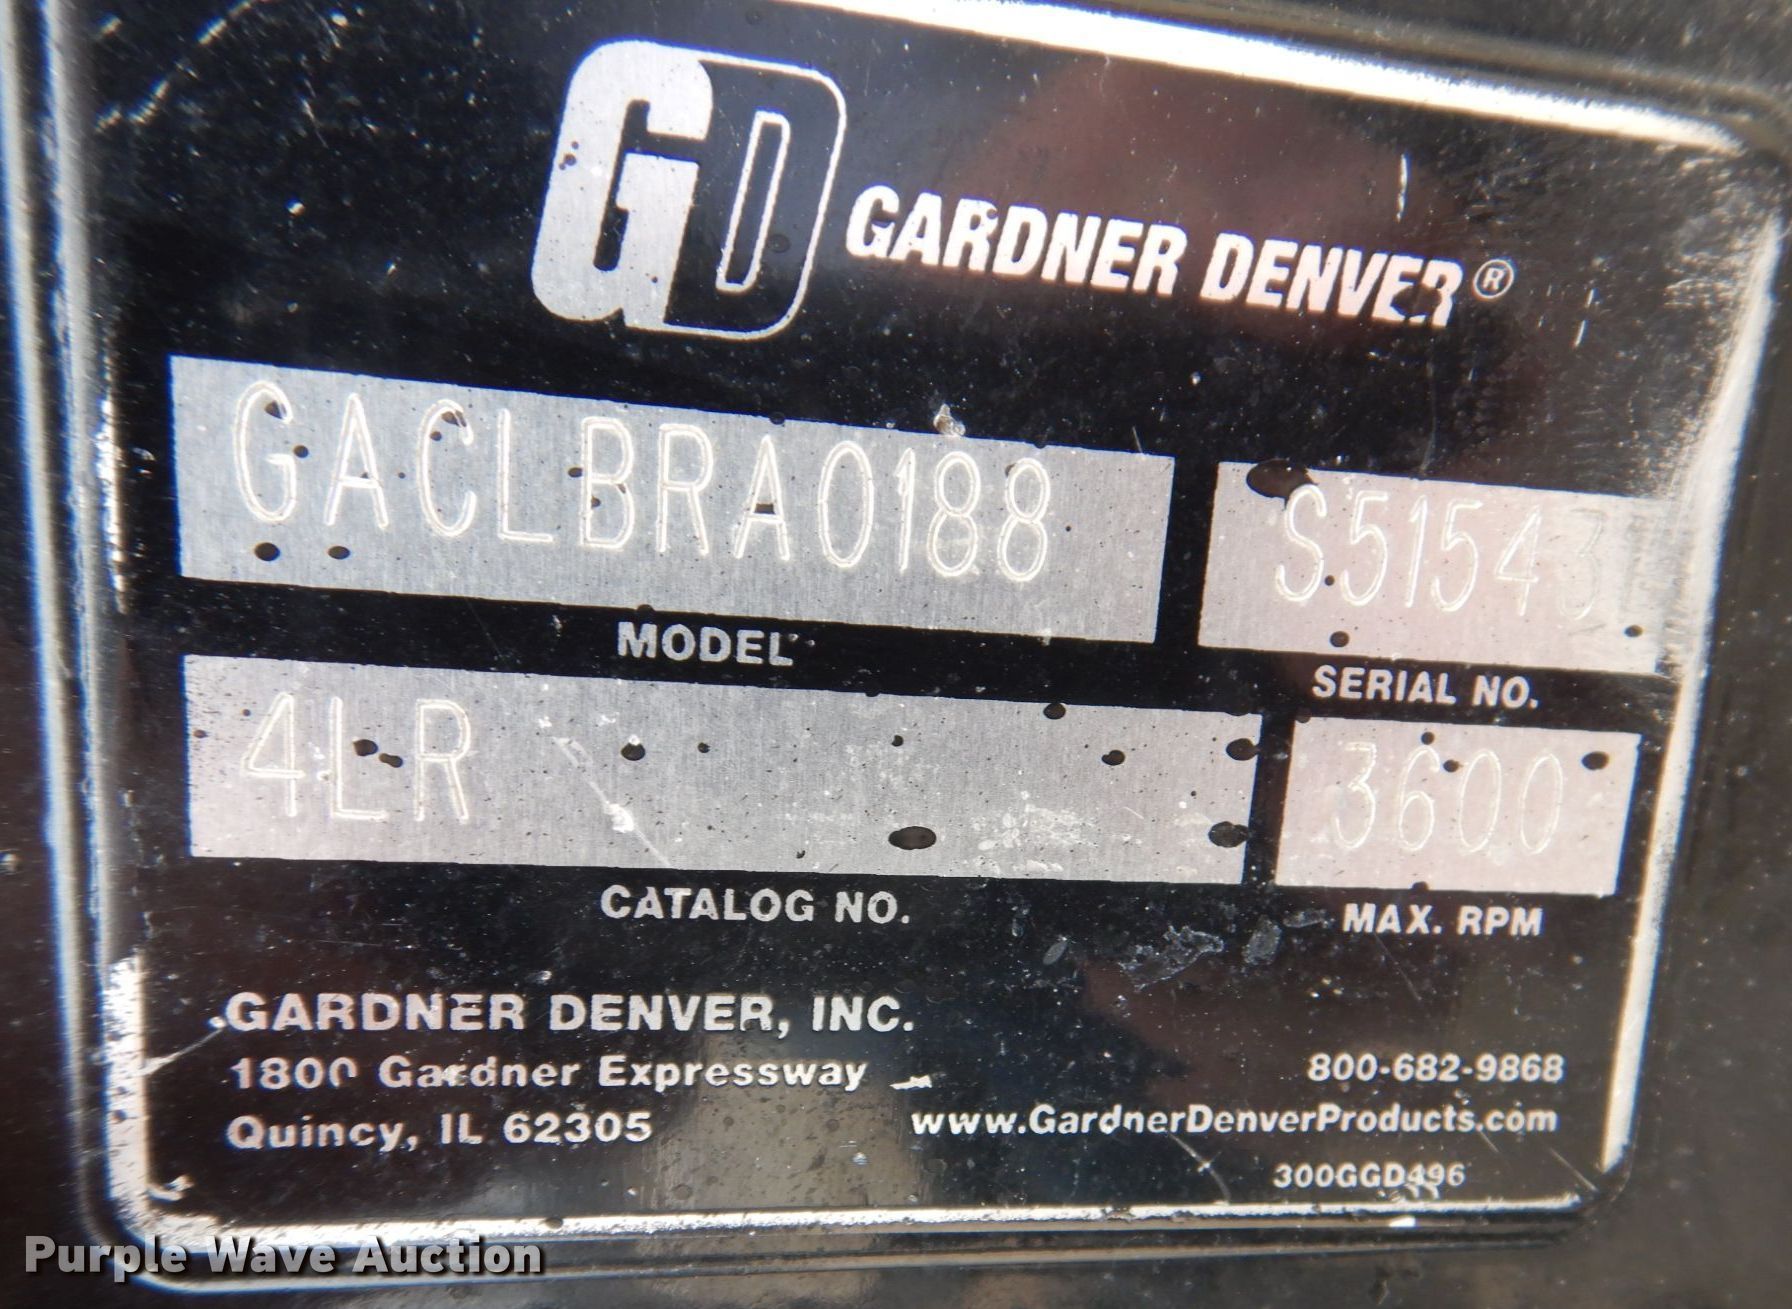 GD GARDNER DENVER®
GACLBRA0188
S51543
MODEL
SERIAL NO.
4LR
3600
CATALOG NO.
MAX. RPM
GARDNER DENVER, INC.
1800 Gardner Expressway
800-682-9868
Quincy, IL 62305
www.GardnerDenverProducts.com
300GGD496
Purple Wave Auction